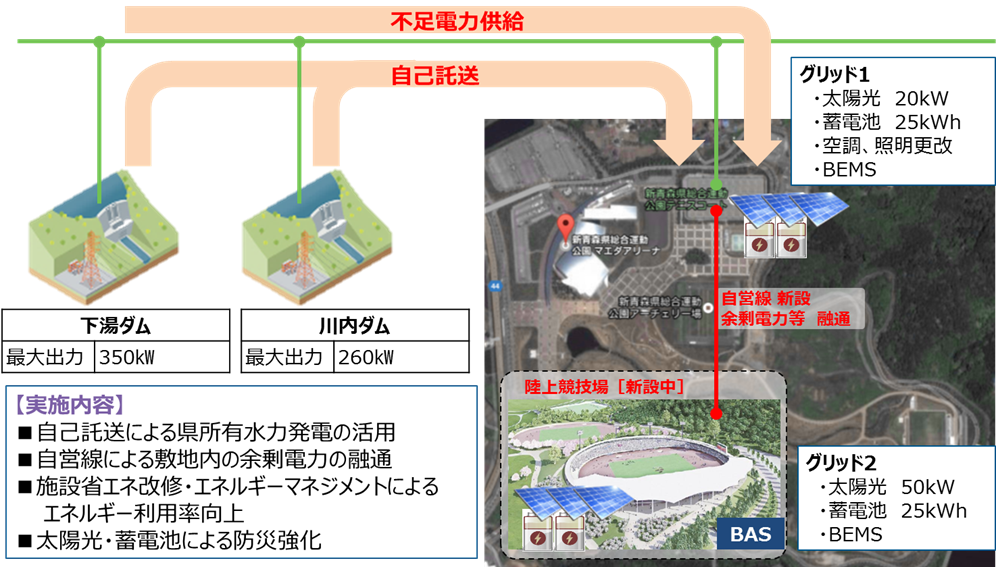 不足電力供給
自己託送
グリッド1
・太陽光 20kW
・蓄電池 25kWh
・空調、照明更改
・BEMS
新青森県総合運動
公園テニスコート
新青森県総合運動
公園 マエダアリーナ
44
新青森県総合運動
公園アーチェリー場
自営線 新設
余剰電力等 融通
下湯ダム
最大出力 350kW
川内ダム
最大出力 260kW
陸上競技場［新設中］
BAS
グリッド2
・太陽光 50kW
・蓄電池 25kWh
・BEMS
【実施内容】
■自己託送による県所有水力発電の活用
■自営線による敷地内の余剰電力の融通
■施設省エネ改修・エネルギーマネジメントによる
エネルギー利用率向上
■太陽光・蓄電池による防災強化